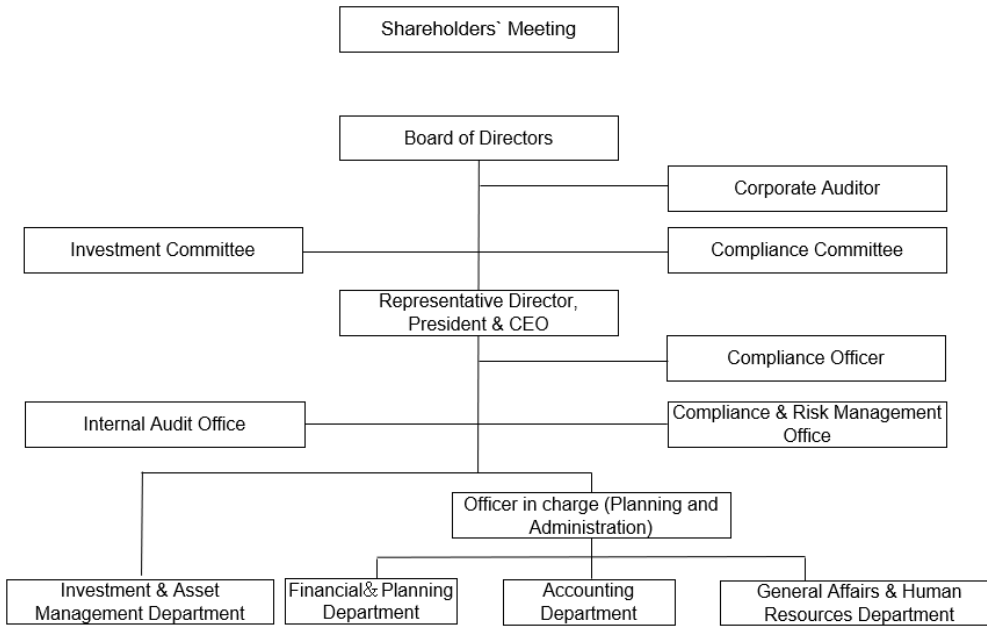 Shareholders` Meeting
Board of Directors
Corporate Auditor
Investment Committee
Compliance Committee
Representative Director,
President & CEO
Compliance Officer
Internal Audit Office
Compliance & Risk Management
Office
Officer in charge (Planning and
Administration)
Investment & Asset
Management Department
Financial& Planning
Department
Accounting
Department
General Affairs & Human
Resources Department